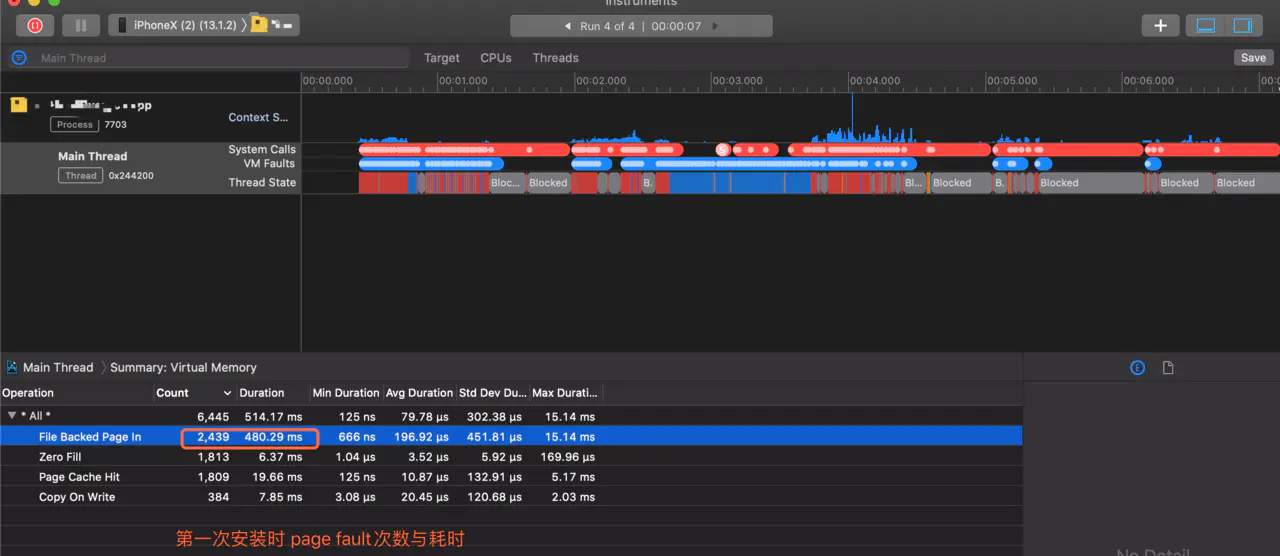 Instruments
iPhoneX (2) (13.1.2)
Run 4 of 4 | 00:00:07
Main Thread
Target CPUs Threads
Save
00:00.000 00:01.000 00:02.000 00:03.000 00:04.000 00:05.000 00:06.000
Process 7703
Context S...
Main Thread
Thread 0x244200
System Calls
5
VM Faults
Thread State
Bloc... Blocked B. Bl... Blocked B. Blocked Blocked Blocked
Main Thread Summary: Virtual Memory
Operation Count Duration Min Duration Avg Duration Std Dev Du... Max Durati...
* All * 6,445 514.17 ms 125 ns 79.78 µs 302.38 µs 15.14 ms
File Backed Page In 2,439 480.29 ms 666 ns 196.92 µs 451.81 µs 15.14 ms
Zero Fill 1,813 6.37 ms 1.04 µs 3.52 µs 5.92 µs 169.96 µs
Page Cache Hit 1,809 19.66 ms 125 ns 10.87 µs 132.91 µs 5.17 ms
Copy On Write 384 7.85 ms 3.08 µs 20.45 µs 120.68 µs 2.03 ms
第一次安装时 page fault次数与耗时
No Detail